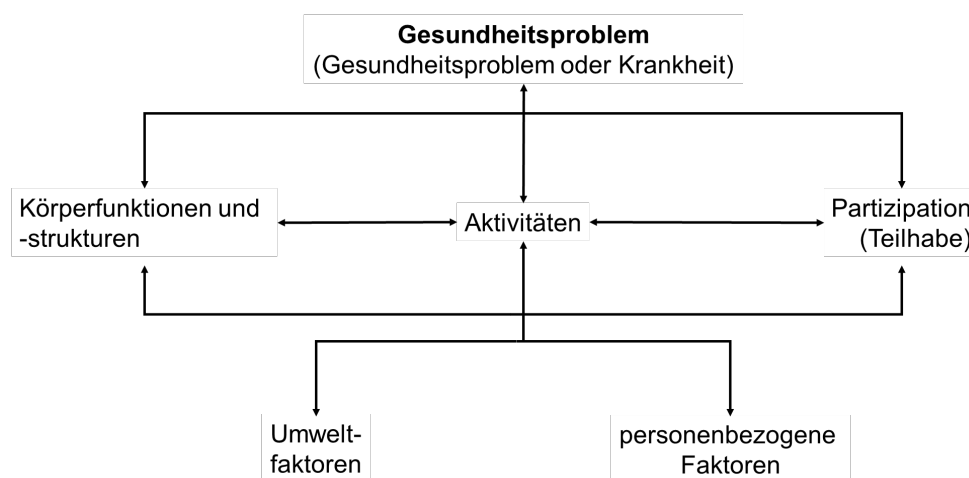 Gesundheitsproblem
(Gesundheitsproblem oder Krankheit)
Körperfunktionen und
-strukturen
Aktivitäten
Partizipation
(Teilhabe)
Umwelt-
faktoren
personenbezogene
Faktoren